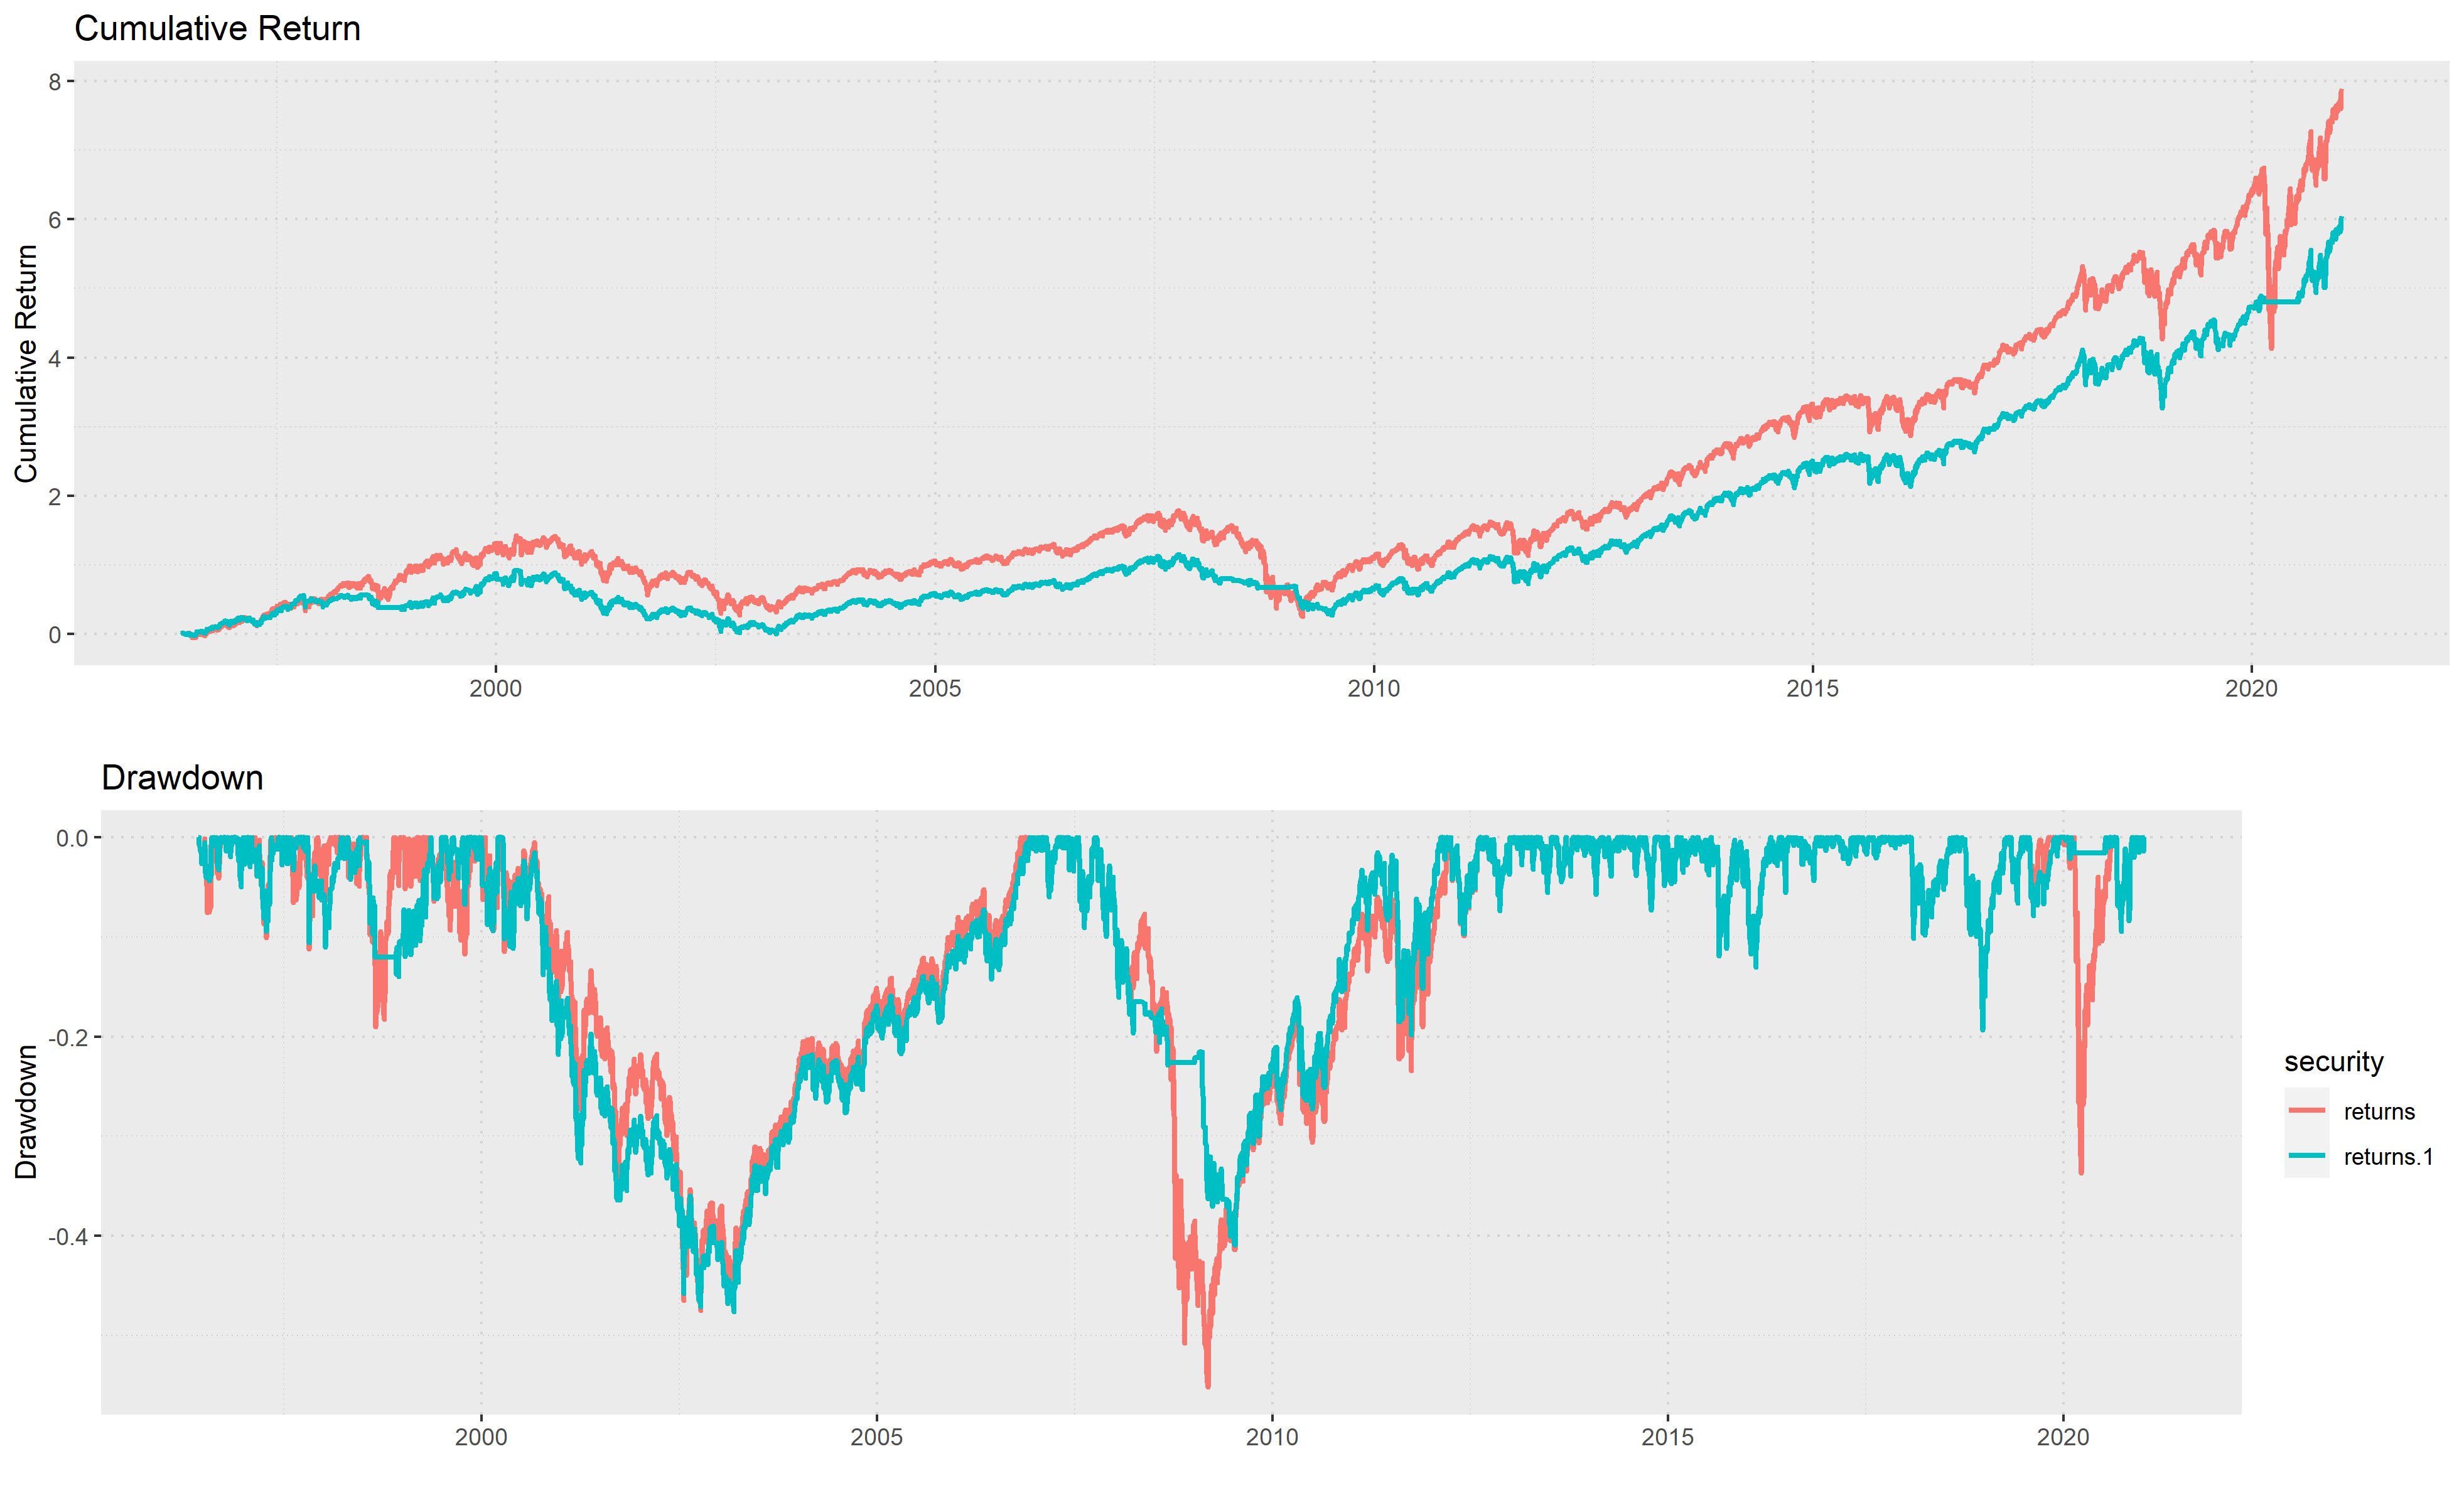 Cumulative Return
Cumulative Return
8
6
4
2
0
2000 2005 2010 2015 2020
Drawdown
Drawdown
0.0
-0.2
-0.4
2000 2005 2010 2015 2020
security
returns
returns.1